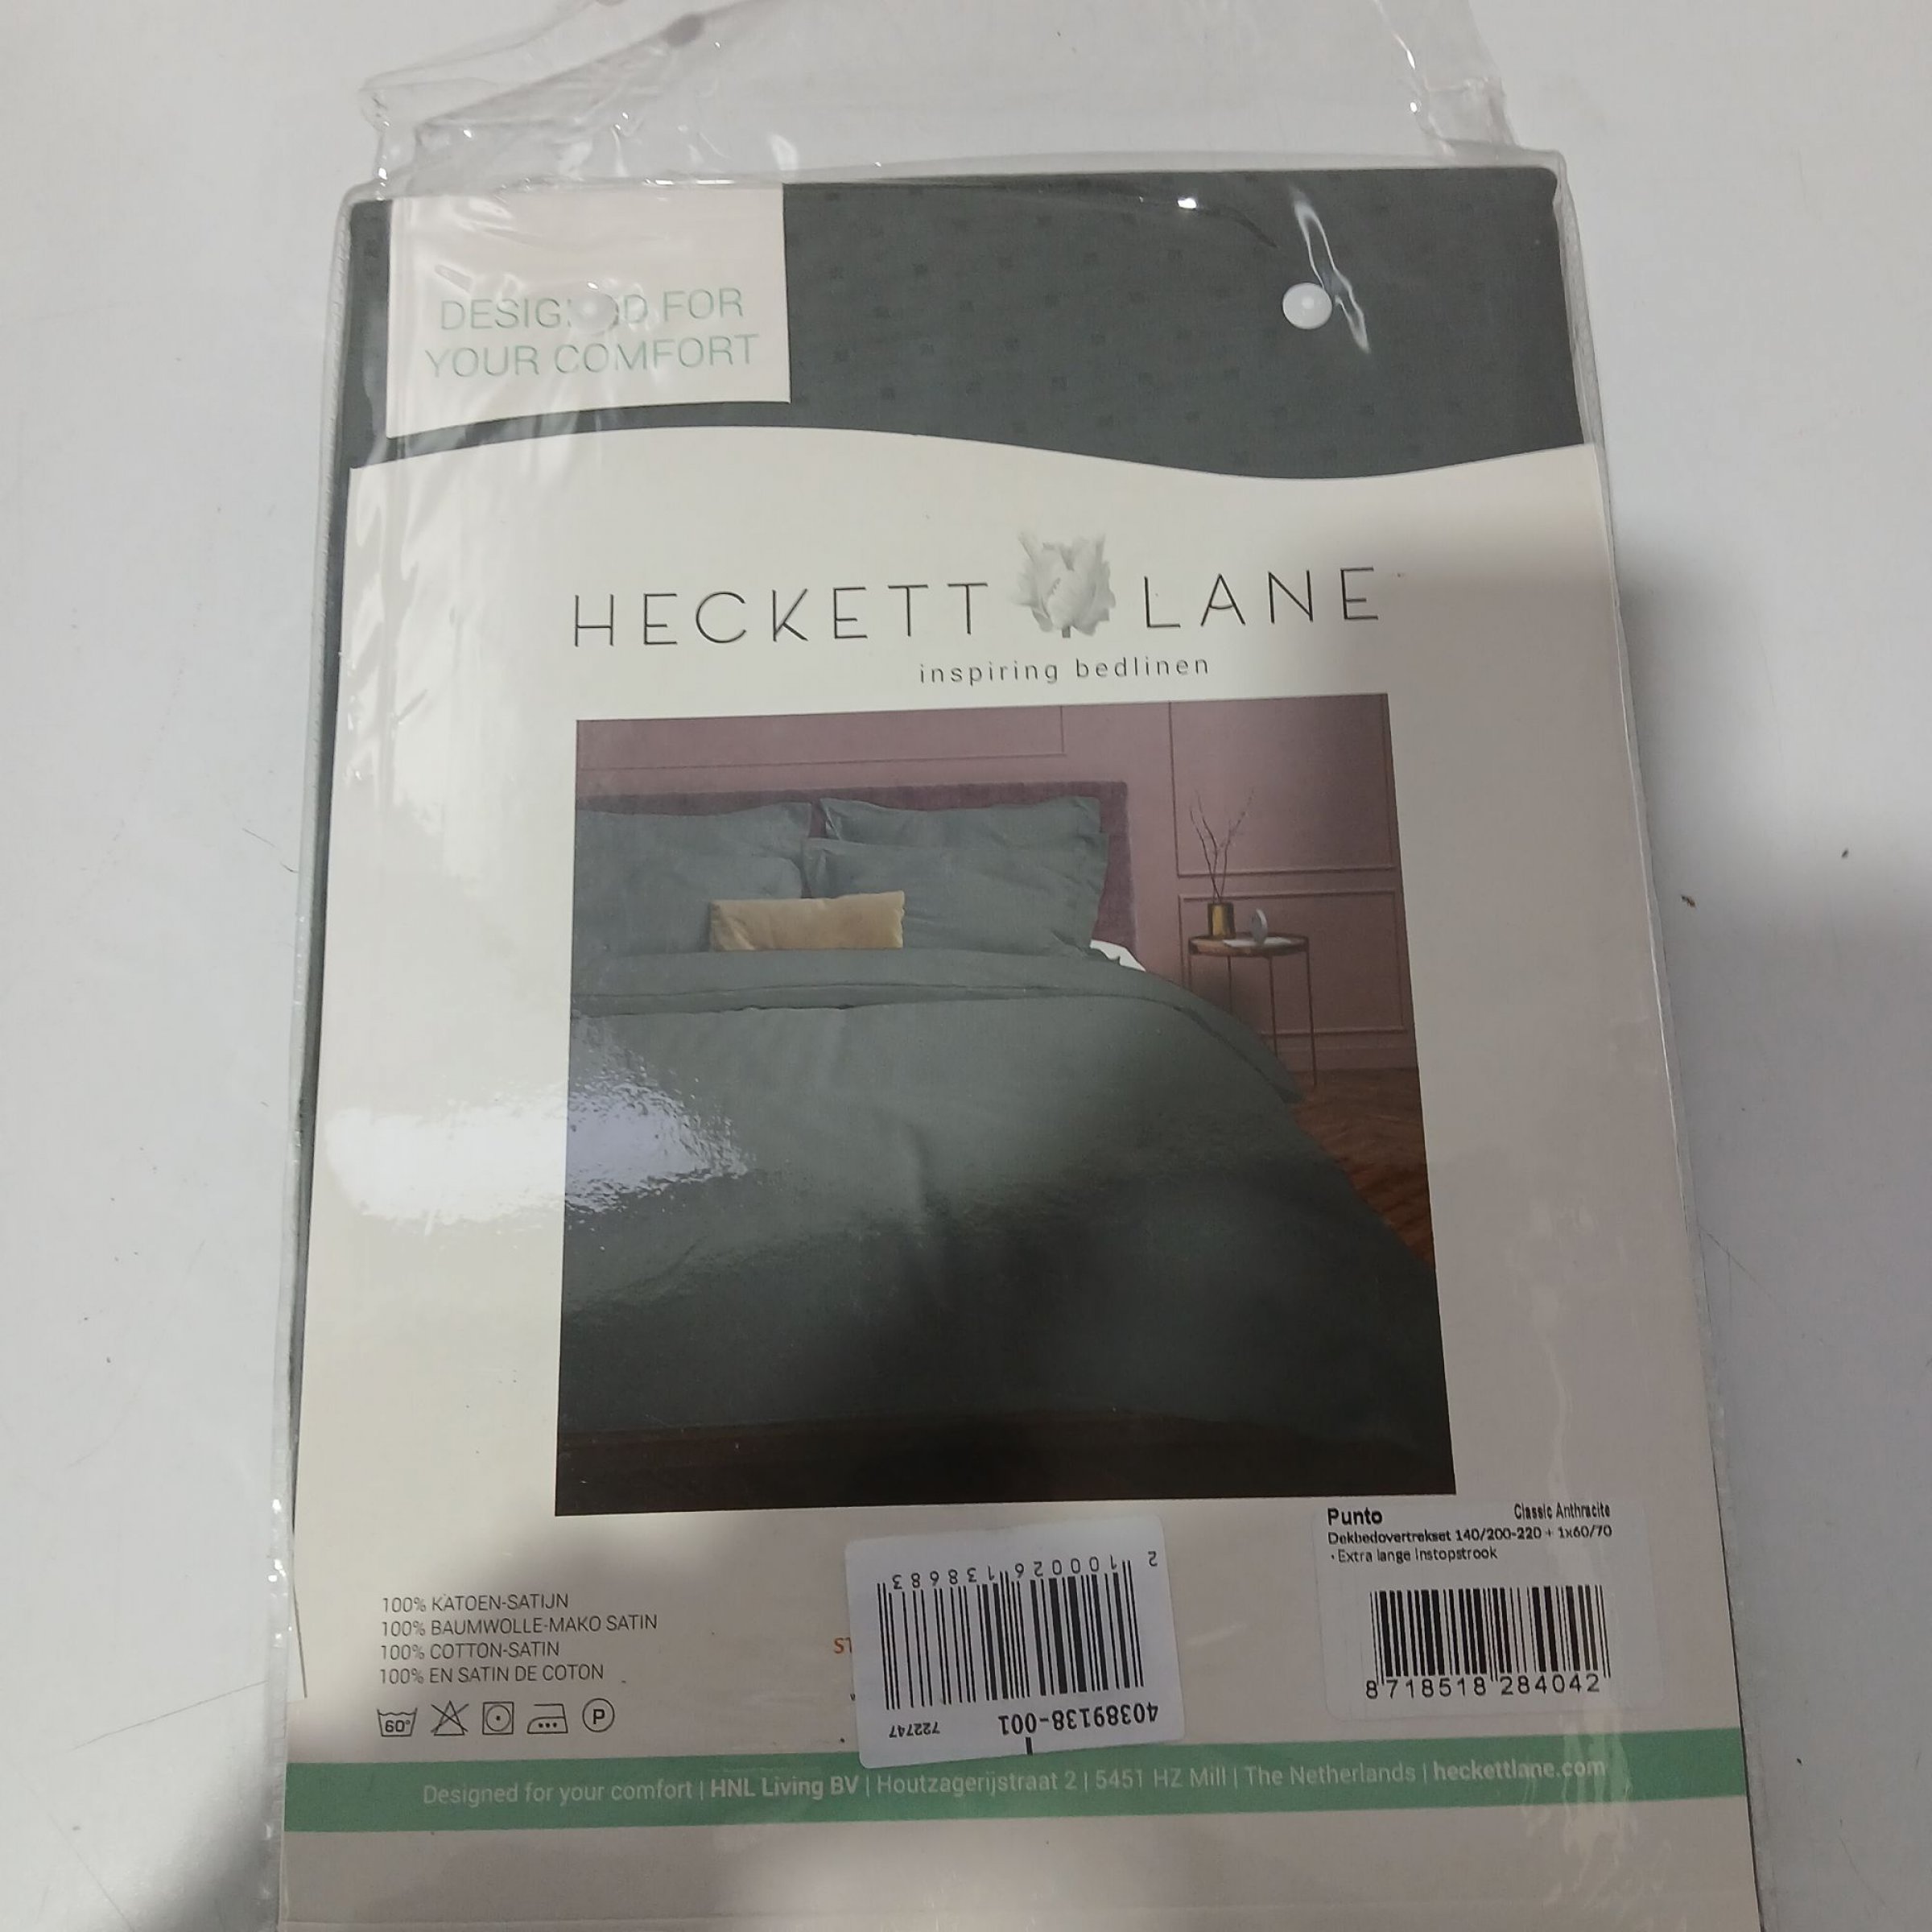 DESIG D FOR
YOUR COMFORT
HECKETT LANE
inspiring bedlinen
Punto Classic Anthracite
Dekbedovertrekset 140/200-220 + 1x60/70
• Extra lange instopstrook
8 718518 284042
100% KATOEN-SATIJN
100% BAUMWOLLE-MAKO SATIN
100% COTTON-SATIN
100% EN SATIN DE COTON
60°
P
ST
2 100026 138683
40389138-001
722747
Designed for your comfort | HNL Living BV | Houtzagerijstraat 2 | 5451 HZ Mill | The Netherlands | heckettlane.com